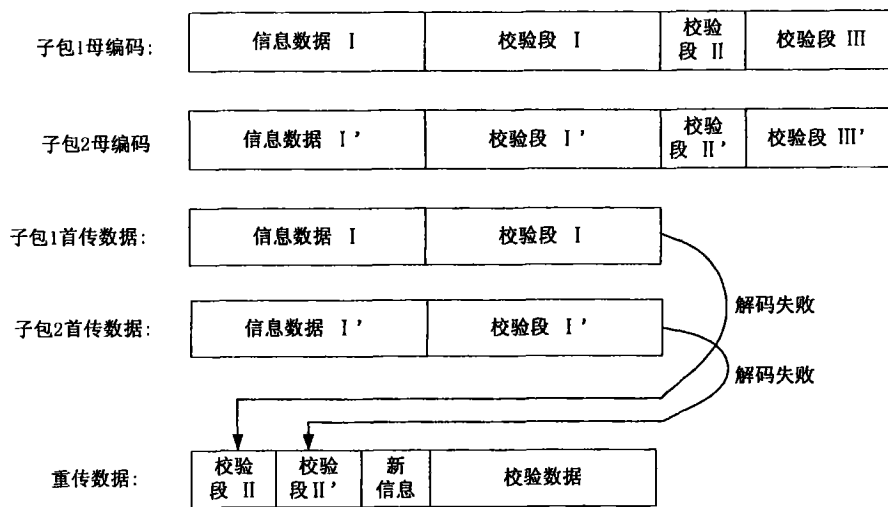 子包1母编码:
信息数据 I
校验段 I
校验
段 II
校验段 III
子包2母编码
信息数据 I'
校验段 I'
校验
段 II'
校验段 III'
子包1首传数据:
信息数据 I
校验段 I
子包2首传数据:
信息数据 I'
校验段 I'
解码失败
解码失败
重传数据:
校验
段 II
校验
段II'
新
信息
校验数据